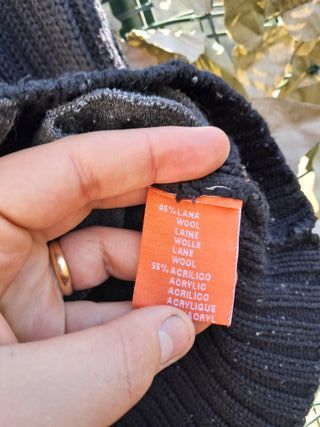 45% LANA
WOOL
LAINE
WOLLE
LANE
WOOL
55% ACRILICO
ACRYLIC
ACRILICO
ACRYLIQUE